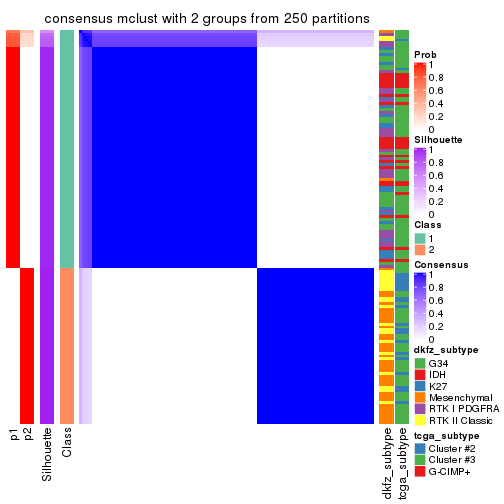 consensus mclust with 2 groups from 250 partitions
Prob
1
0.8
0.6
0.4
0.2
0
Silhouette
1
0.8
0.6
0.4
0.2
0
Class
1
2
Consensus
1
0.8
0.6
0.4
0.2
0
dkfz_subtype
G34
IDH
K27
Mesenchymal
RTK I PDGFRA
RTK II Classic
tcga_subtype
Cluster #2
Cluster #3
G-CIMP+
p1
p2
Silhouette
Class
dkfz_subtype
tcga_subtype